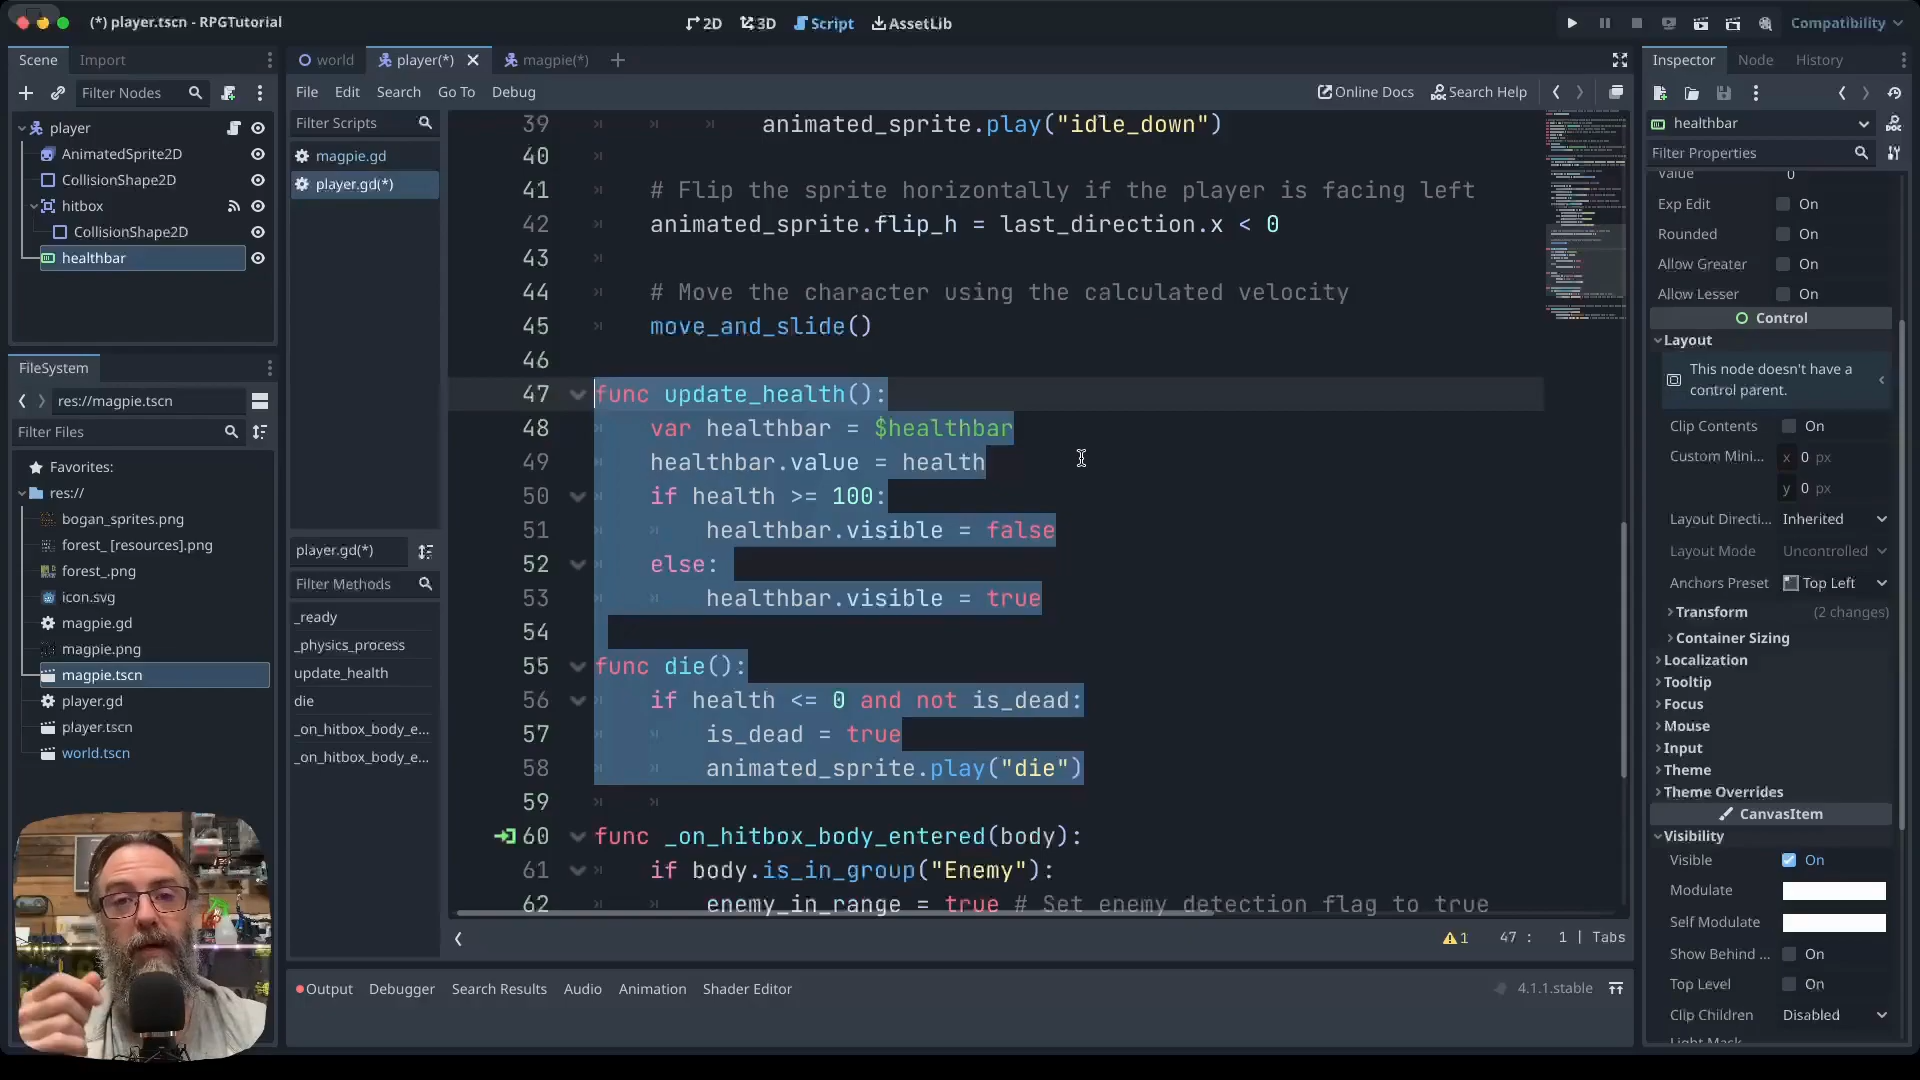 (*) player.tscn - RPGTutorial
2D
3D
Script
AssetLib
Compatibility
Scene
Import
Filter Nodes
player
AnimatedSprite2D
CollisionShape2D
hitbox
CollisionShape2D
healthbar
FileSystem
res://magpie.tscn
Filter Files
Favorites:
res://
bogan_sprites.png
forest_ [resources].png
forest_.png
icon.svg
magpie.gd
magpie.png
magpie.tscn
player.gd
player.tscn
world.tscn
world
player(*)
magpie(*)
File Edit Search Go To Debug
Online Docs
Search Help
Filter Scripts
magpie.gd
player.gd(*)
player.gd(*)
Filter Methods
_ready
_physics_process
update_health
die
_on_hitbox_body_e...
_on_hitbox_body_e...
39 animated_sprite.play("idle_down")
40
41 # Flip the sprite horizontally if the player is facing left
42 animated_sprite.flip_h = last_direction.x < 0
43
44 # Move the character using the calculated velocity
45 move_and_slide()
46
47 func update_health():
48 var healthbar = $healthbar
49 healthbar.value = health
50 if health >= 100:
51 healthbar.visible = false
52 else:
53 healthbar.visible = true
54
55 func die():
56 if health <= 0 and not is_dead:
57 is_dead = true
58 animated_sprite.play("die")
59
60 func _on_hitbox_body_entered(body):
61 if body.is_in_group("Enemy"):
62 enemy_in_range = true # Set enemy detection flag to true
1 47 : 1 | Tabs
Output Debugger Search Results Audio Animation Shader Editor
4.1.1.stable
Inspector
Node
History
healthbar
Filter Properties
Value 0
Exp Edit On
Rounded On
Allow Greater On
Allow Lesser On
Control
Layout
This node doesn't have a
control parent.
Clip Contents On
Custom Mini... x 0 px
y 0 px
Layout Directi... Inherited
Layout Mode Uncontrolled
Anchors Preset Top Left
Transform (2 changes)
Container Sizing
Localization
Tooltip
Focus
Mouse
Input
Theme
Theme Overrides
CanvasItem
Visibility
Visible On
Modulate
Self Modulate
Show Behind ... On
Top Level On
Clip Children Disabled
Light Mask